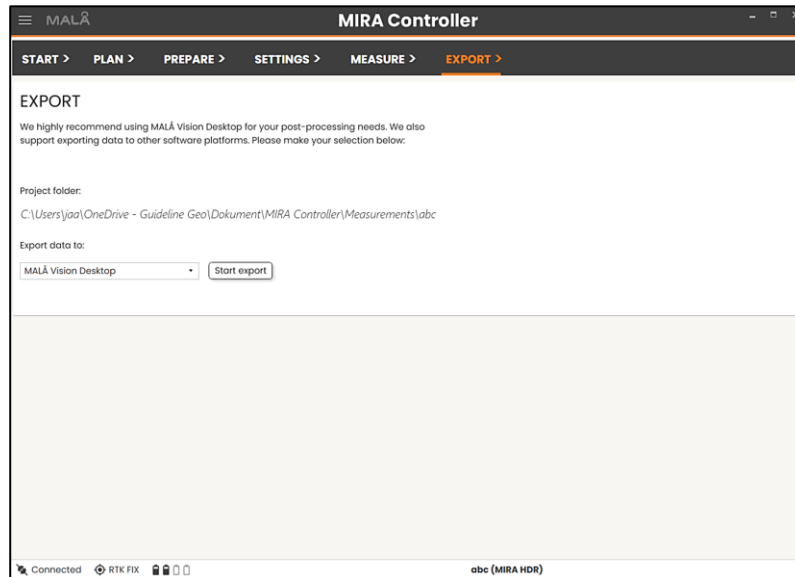 MALÅ
MIRA Controller
START >
PLAN >
PREPARE >
SETTINGS >
MEASURE >
EXPORT >
EXPORT
We highly recommend using MALÅ Vision Desktop for your post-processing needs. We also
support exporting data to other software platforms. Please make your selection below:
Project folder:
C:\Users\jaa\OneDrive - Guideline Geo\Dokument\MIRA Controller\Measurements\abc
Export data to:
MALÅ Vision Desktop
Start export
Connected
RTK FIX
abc (MIRA HDR)